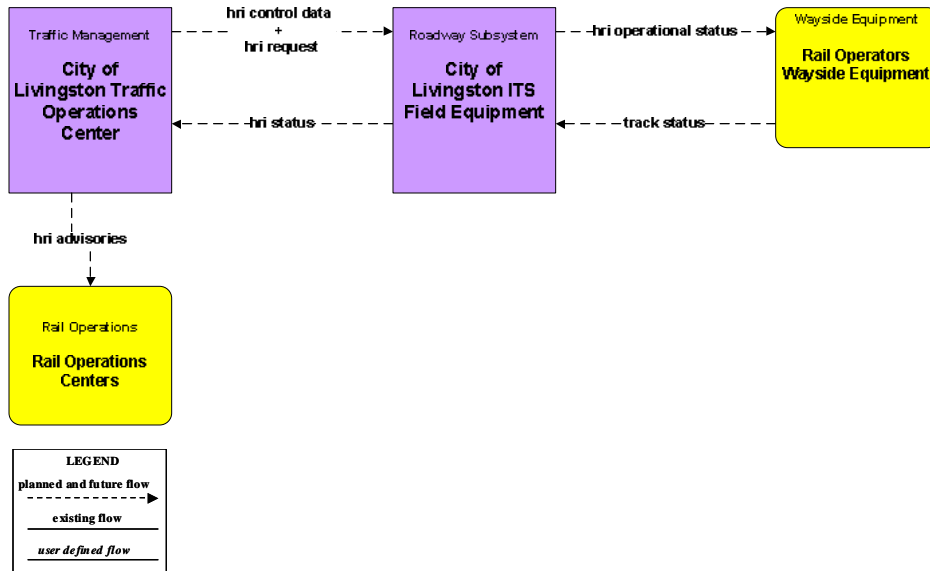 Traffic Management
City of
Livingston Traffic
Operations
Center
hri control data
+
hri request
Roadway Subsystem
City of
Livingston ITS
Field Equipment
hri operational status
Wayside Equipment
Rail Operators
Wayside Equipment
hri status
track status
hri advisories
Rail Operations
Rail Operations
Centers
LEGEND
planned and future flow
existing flow
user defined flow